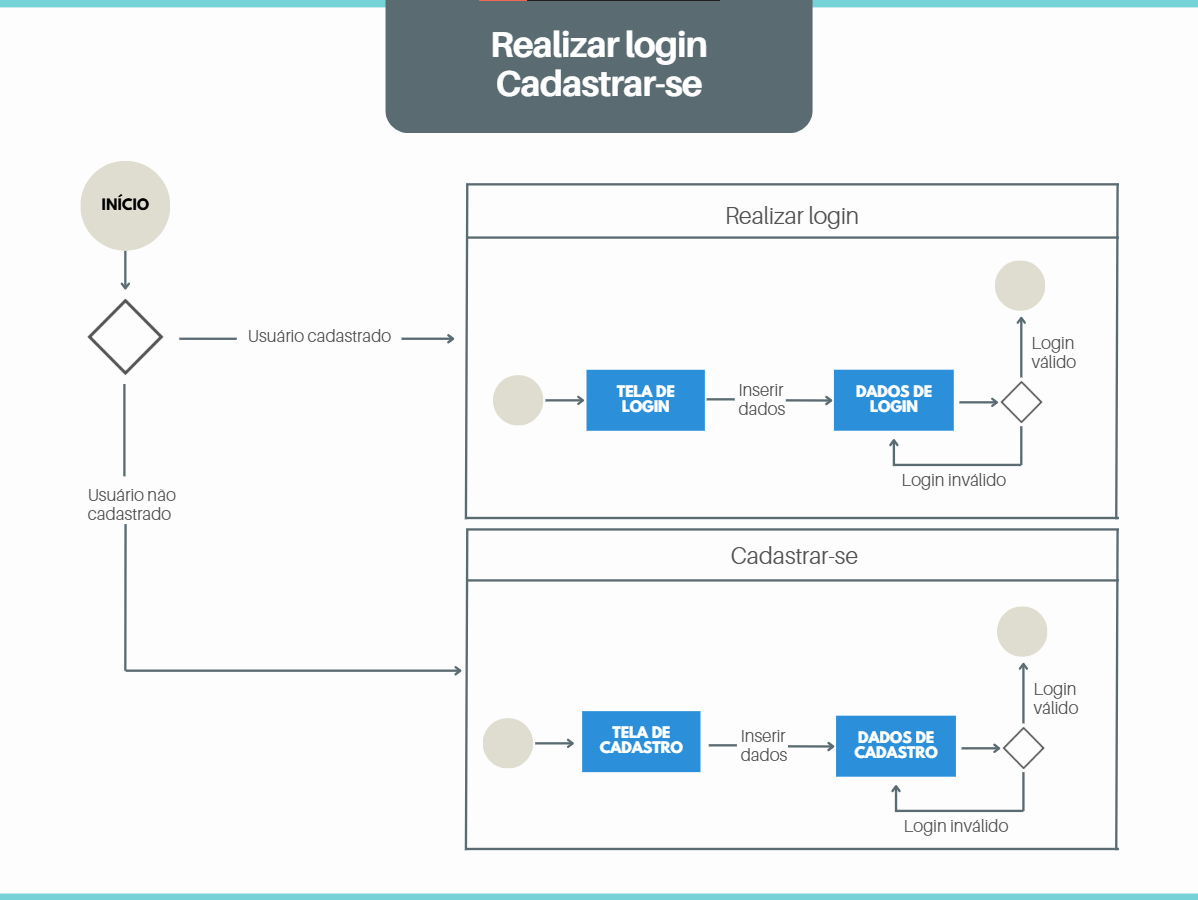 Realizar login
Cadastrar-se
INÍCIO
Usuário cadastrado
Usuário não
cadastrado
Realizar login
TELA DE
LOGIN
Inserir
dados
DADOS DE
LOGIN
Login
válido
Login inválido
Cadastrar-se
TELA DE
CADASTRO
Inserir
dados
DADOS DE
CADASTRO
Login
válido
Login inválido